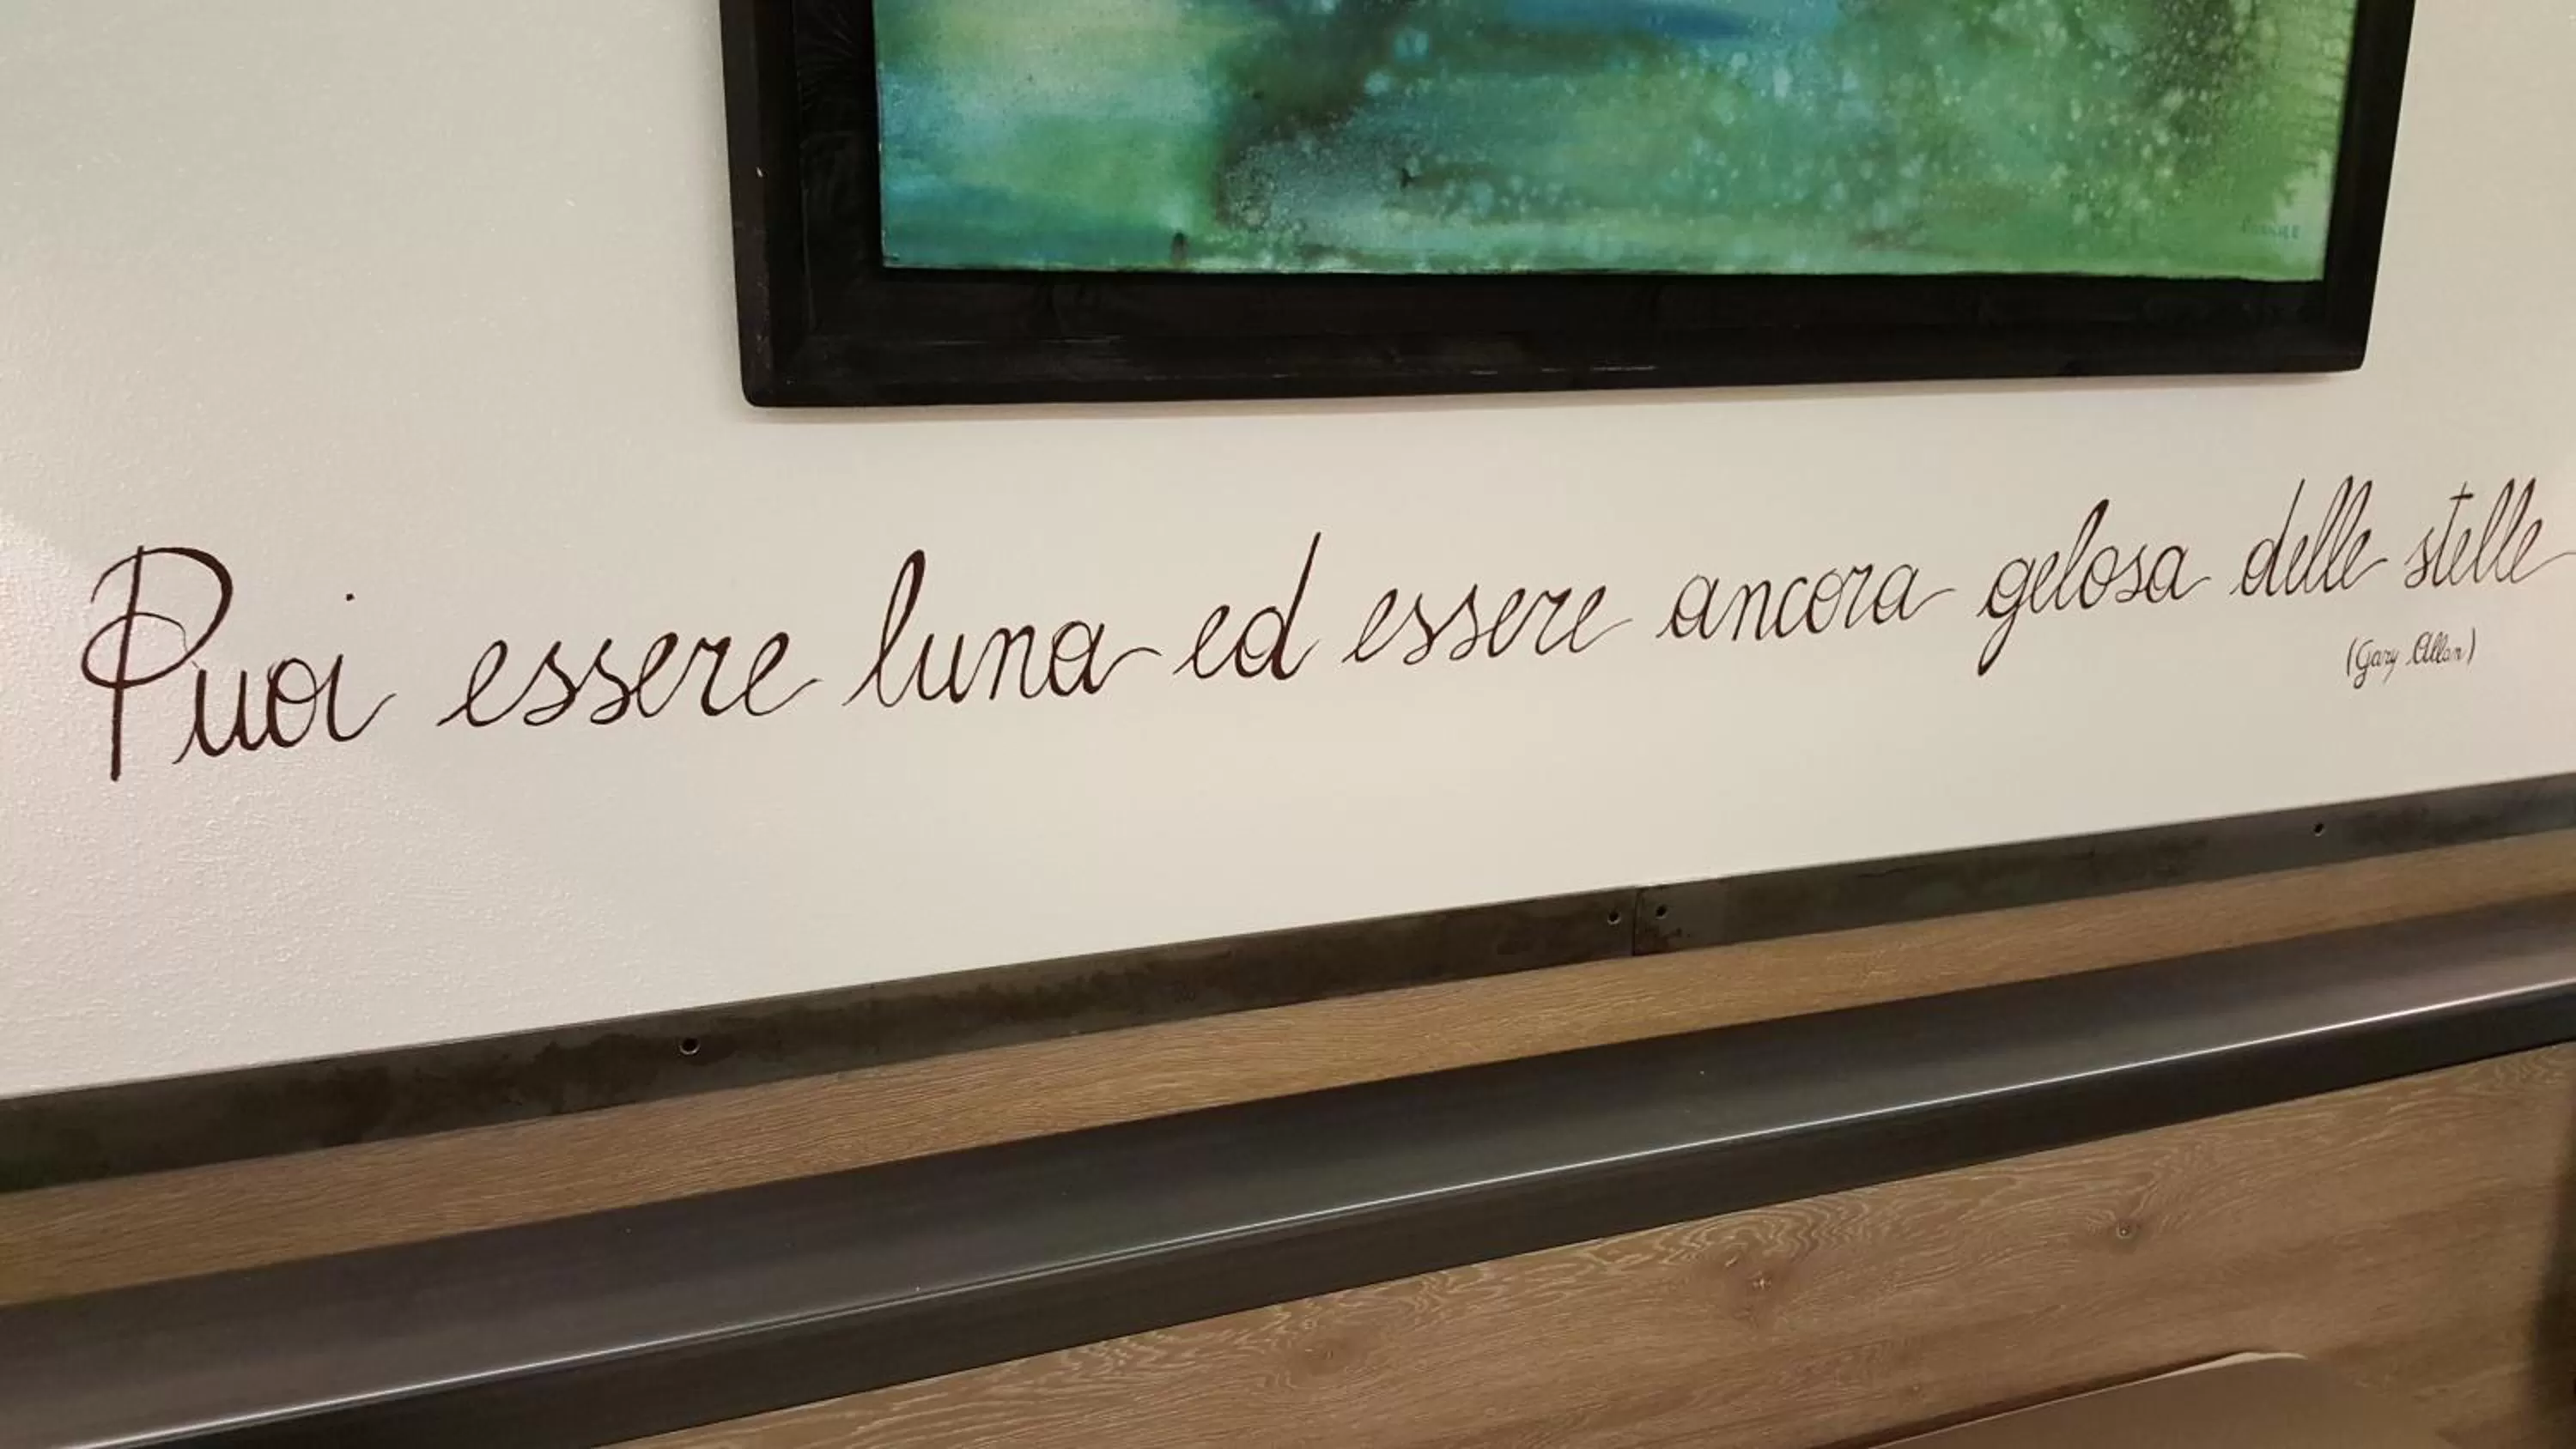 Puoi essere luna ed essere ancora gelosa delle stelle
(Gary Allan)